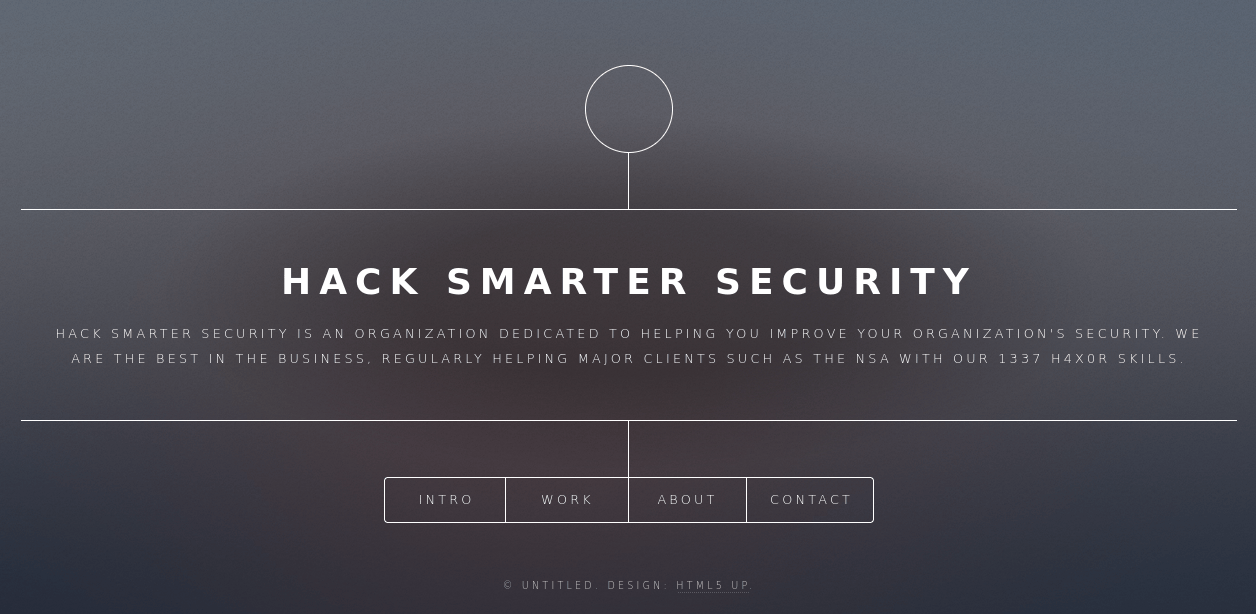 HACK SMARTER SECURITY
HACK SMARTER SECURITY IS AN ORGANIZATION DEDICATED TO HELPING YOU IMPROVE YOUR ORGANIZATION'S SECURITY. WE
ARE THE BEST IN THE BUSINESS, REGULARLY HELPING MAJOR CLIENTS SUCH AS THE NSA WITH OUR 1337 H4X0R SKILLS.
INTRO WORK ABOUT CONTACT
© UNTITLED. DESIGN: HTML5 UP.